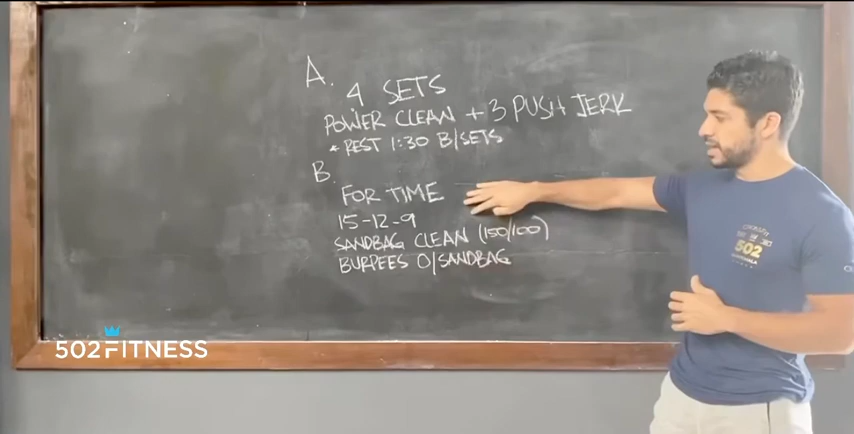 A.
4 SETS
POWER CLEAN + 3 PUSH JERK
* REST 1:30 B/SETS
B.
FOR TIME
15-12-9
SANDBAG CLEAN (150/100)
BURPEES O/SANDBAG
502FITNESS
502